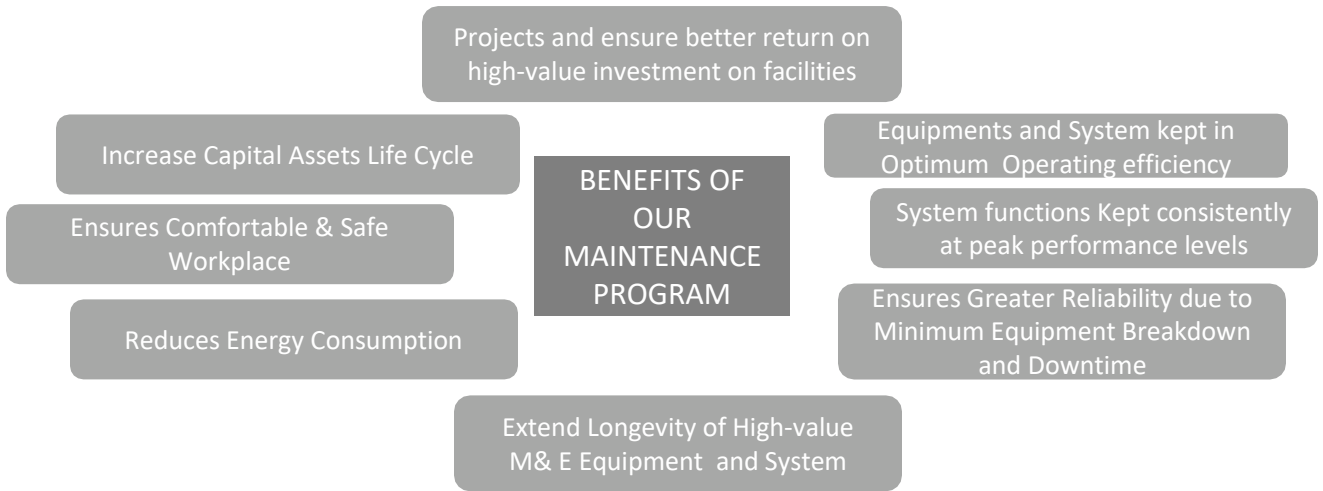 Projects and ensure better return on
high-value investment on facilities
Increase Capital Assets Life Cycle
Ensures Comfortable & Safe
Workplace
Reduces Energy Consumption
BENEFITS OF
OUR
MAINTENANCE
PROGRAM
Equipments and System kept in
Optimum Operating efficiency
System functions Kept consistently
at peak performance levels
Ensures Greater Reliability due to
Minimum Equipment Breakdown
and Downtime
Extend Longevity of High-value
M& E Equipment and System